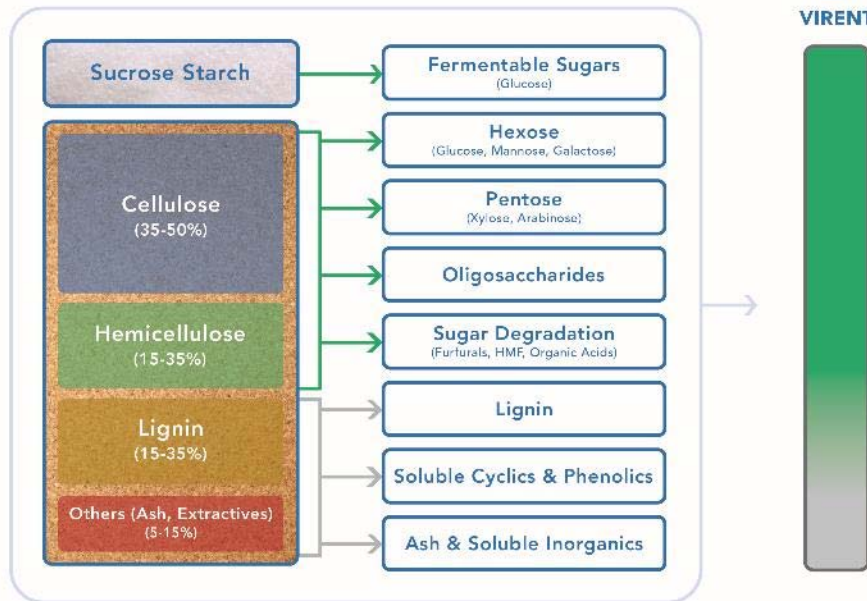 VIRENT
Sucrose Starch
Fermentable Sugars
(Glucose)
Hexose
(Glucose, Mannose, Galactose)
Cellulose
(35-50%)
Pentose
(Xylose, Arabinose)
Oligosaccharides
Hemicellulose
(15-35%)
Sugar Degradation
(Furfurals, HMF, Organic Acids)
Lignin
(15-35%)
Lignin
Soluble Cyclics & Phenolics
Others (Ash, Extractives)
(5-15%)
Ash & Soluble Inorganics